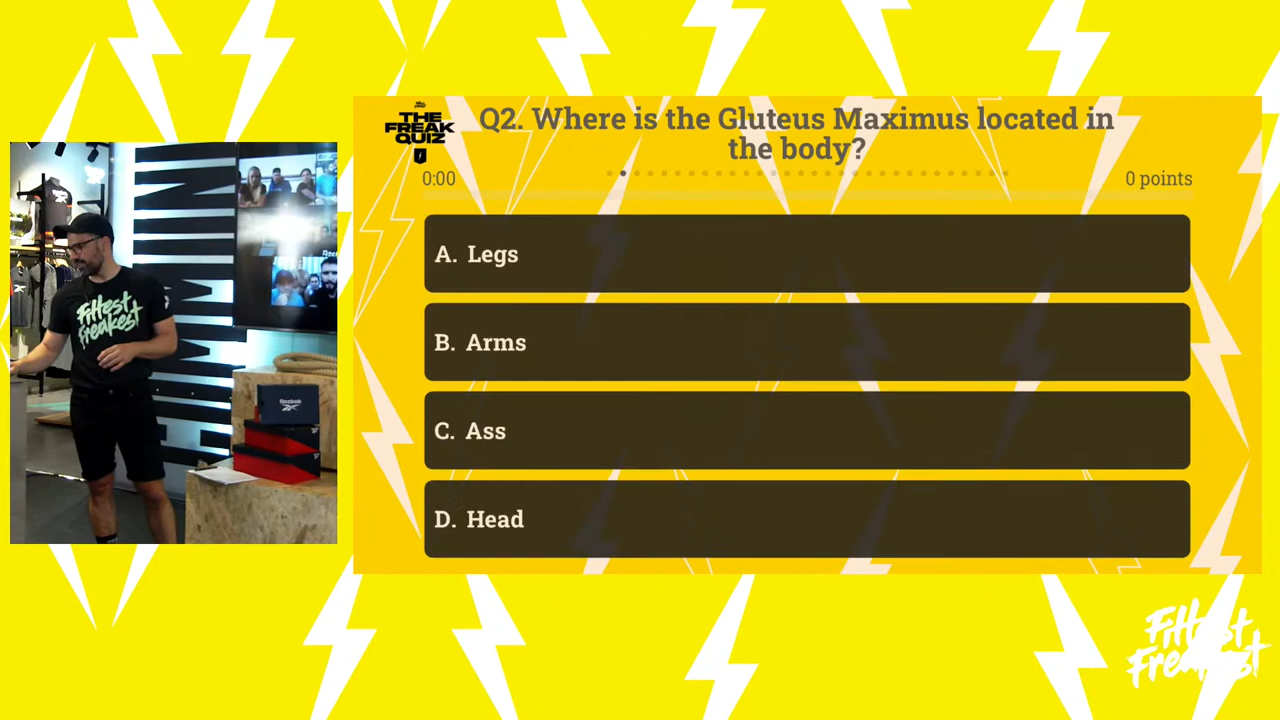 THE
FREAK
QUIZ
Q2. Where is the Gluteus Maximus located in
the body?
0:00
0 points
A. Legs
B. Arms
C. Ass
D. Head
Fittest
Freakest
Reebok
Fittest
Freakest